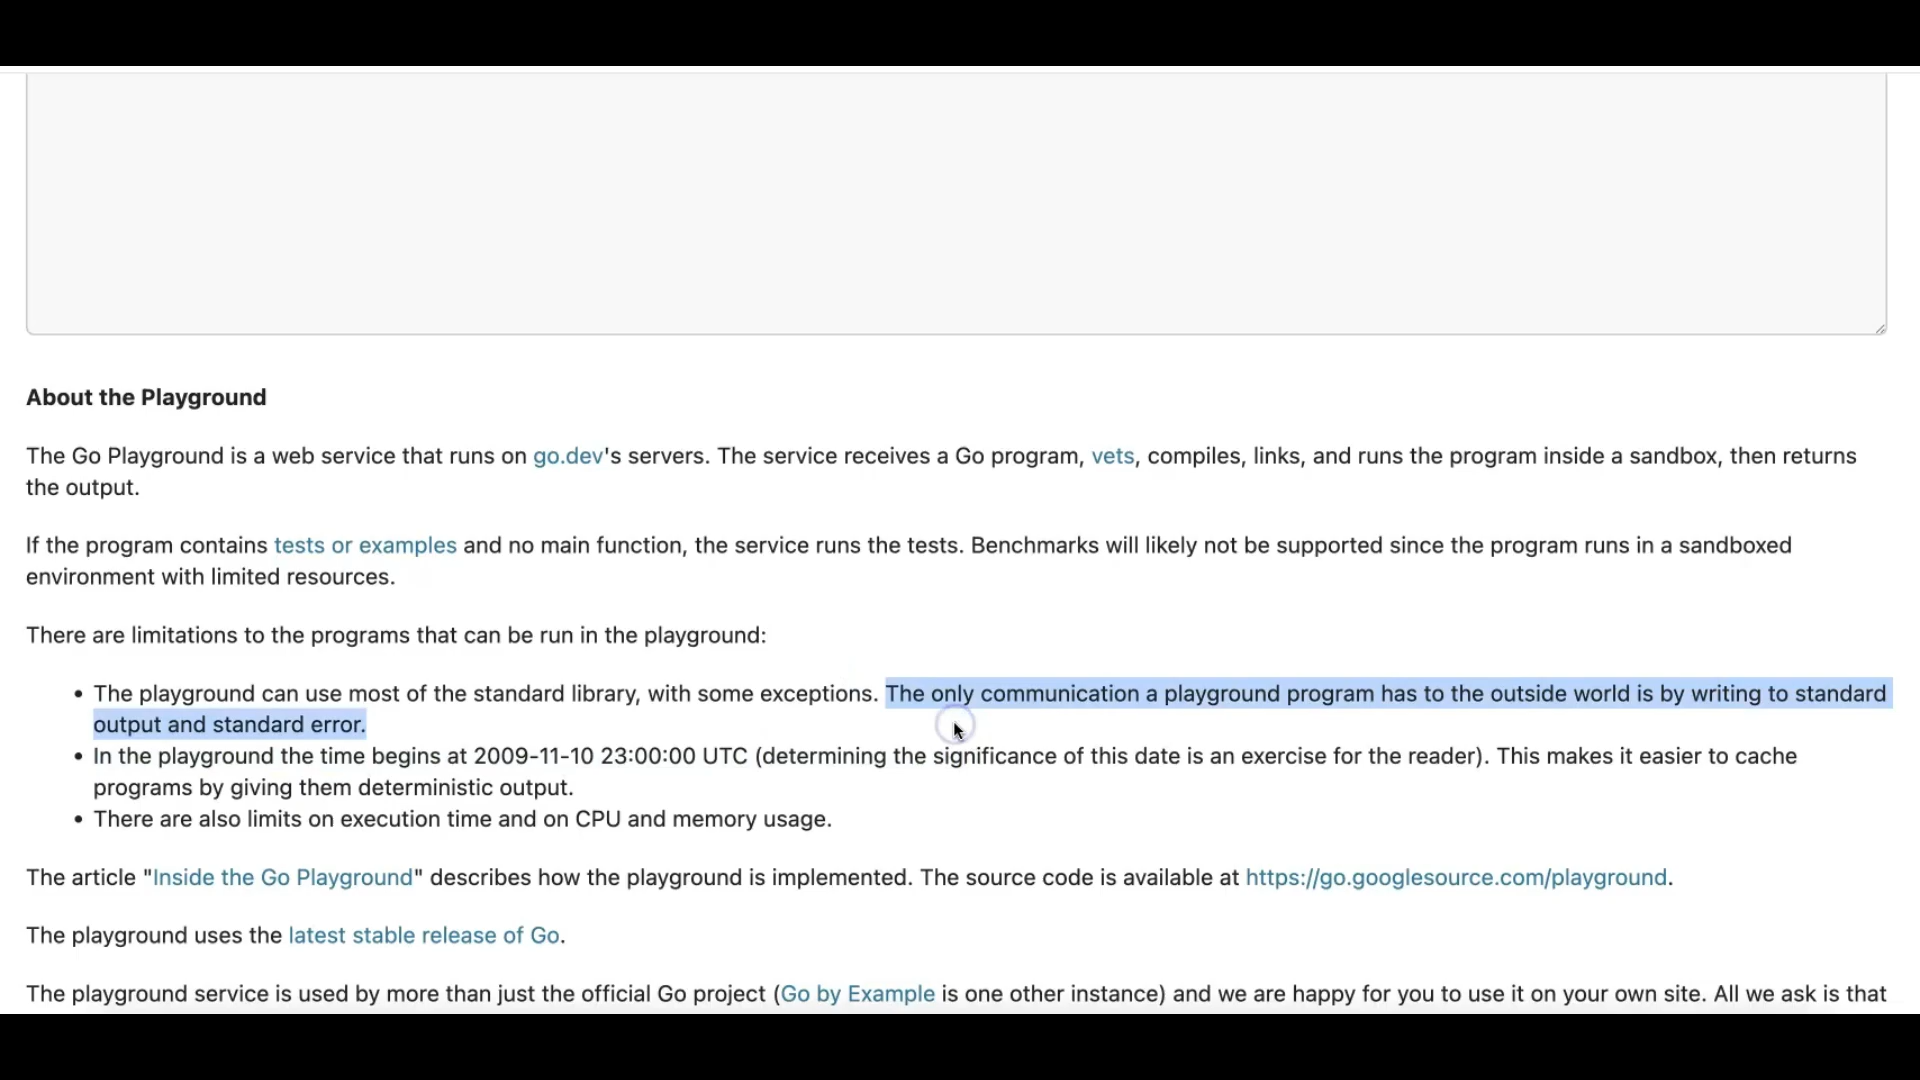 About the Playground
The Go Playground is a web service that runs on go.dev's servers. The service receives a Go program, vets, compiles, links, and runs the program inside a sandbox, then returns
the output.
If the program contains tests or examples and no main function, the service runs the tests. Benchmarks will likely not be supported since the program runs in a sandboxed
environment with limited resources.
There are limitations to the programs that can be run in the playground:
• The playground can use most of the standard library, with some exceptions. The only communication a playground program has to the outside world is by writing to standard
output and standard error.
• In the playground the time begins at 2009-11-10 23:00:00 UTC (determining the significance of this date is an exercise for the reader). This makes it easier to cache
programs by giving them deterministic output.
• There are also limits on execution time and on CPU and memory usage.
The article "Inside the Go Playground" describes how the playground is implemented. The source code is available at https://go.googlesource.com/playground.
The playground uses the latest stable release of Go.
The playground service is used by more than just the official Go project (Go by Example is one other instance) and we are happy for you to use it on your own site. All we ask is that